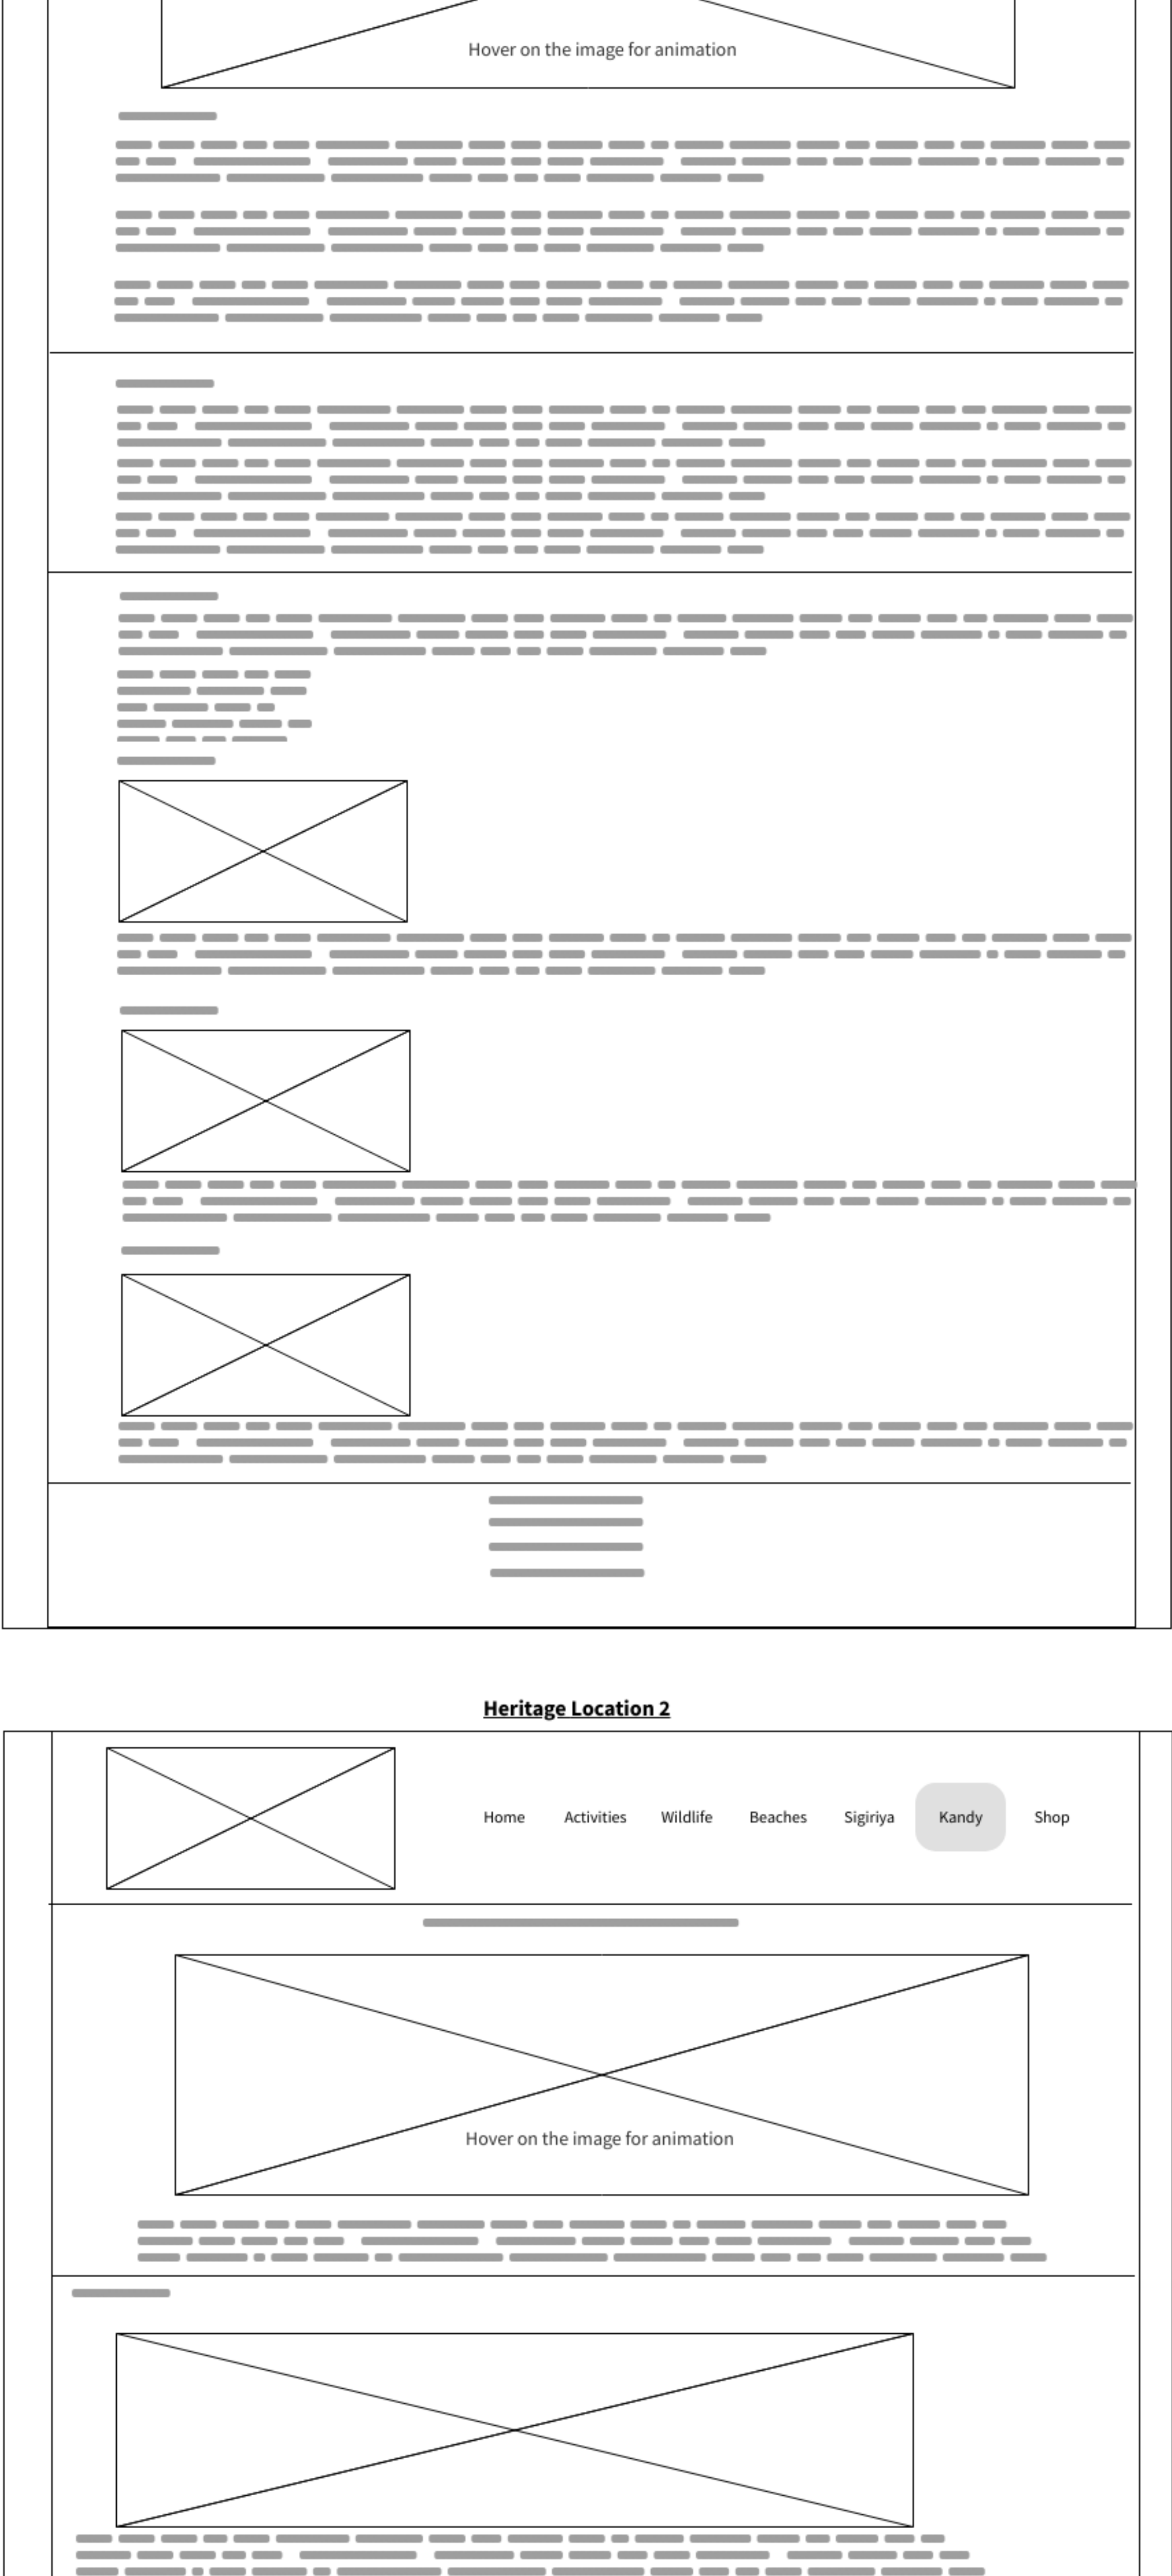 Hover on the image for animation
Heritage Location 2
Home Activities Wildlife Beaches Sigiriya Kandy Shop
Hover on the image for animation